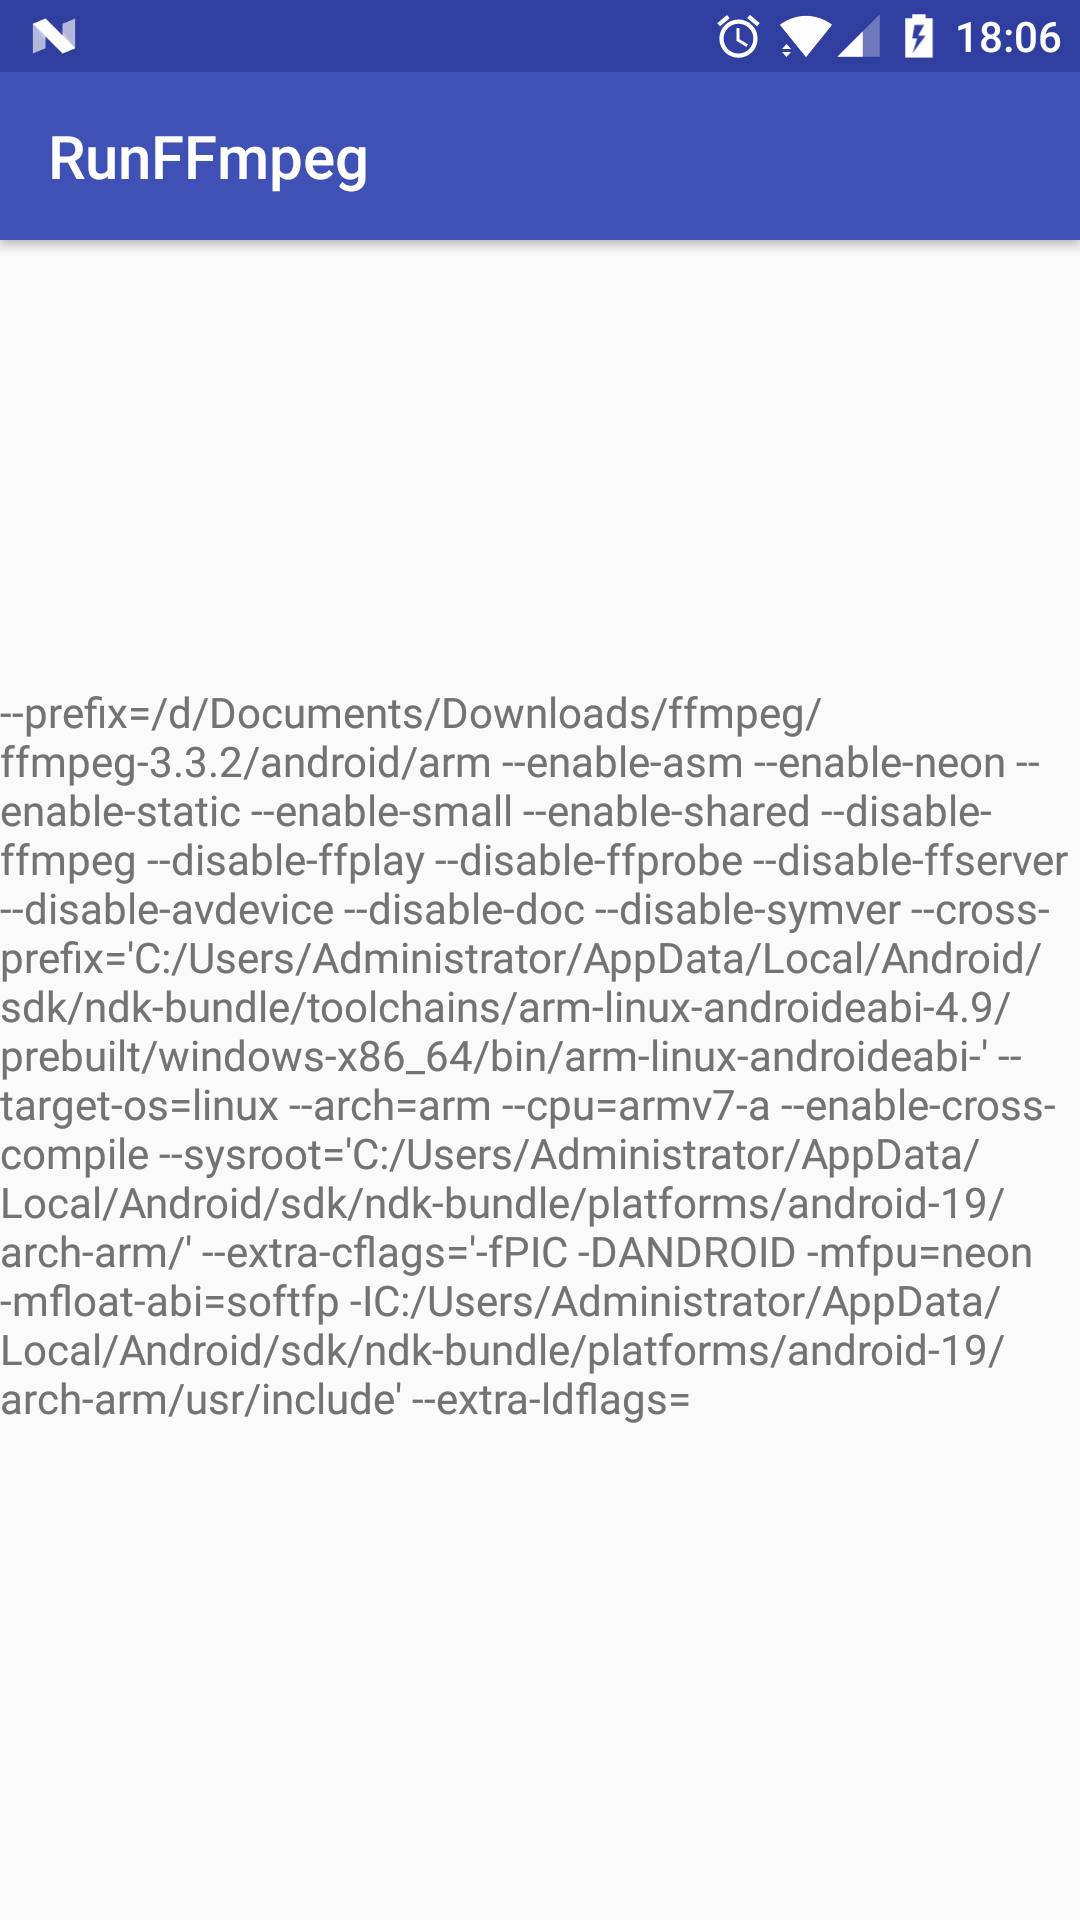 18:06
RunFFmpeg
--prefix=/d/Documents/Downloads/ffmpeg/
ffmpeg-3.3.2/android/arm --enable-asm --enable-neon --
enable-static --enable-small --enable-shared --disable-
ffmpeg --disable-ffplay --disable-ffprobe --disable-ffserver
--disable-avdevice --disable-doc --disable-symver --cross-
prefix='C:/Users/Administrator/AppData/Local/Android/
sdk/ndk-bundle/toolchains/arm-linux-androideabi-4.9/
prebuilt/windows-x86_64/bin/arm-linux-androideabi-' --
target-os=linux --arch=arm --cpu=armv7-a --enable-cross-
compile --sysroot='C:/Users/Administrator/AppData/
Local/Android/sdk/ndk-bundle/platforms/android-19/
arch-arm/' --extra-cflags='-fPIC -DANDROID -mfpu=neon
-mfloat-abi=softfp -IC:/Users/Administrator/AppData/
Local/Android/sdk/ndk-bundle/platforms/android-19/
arch-arm/usr/include' --extra-ldflags=